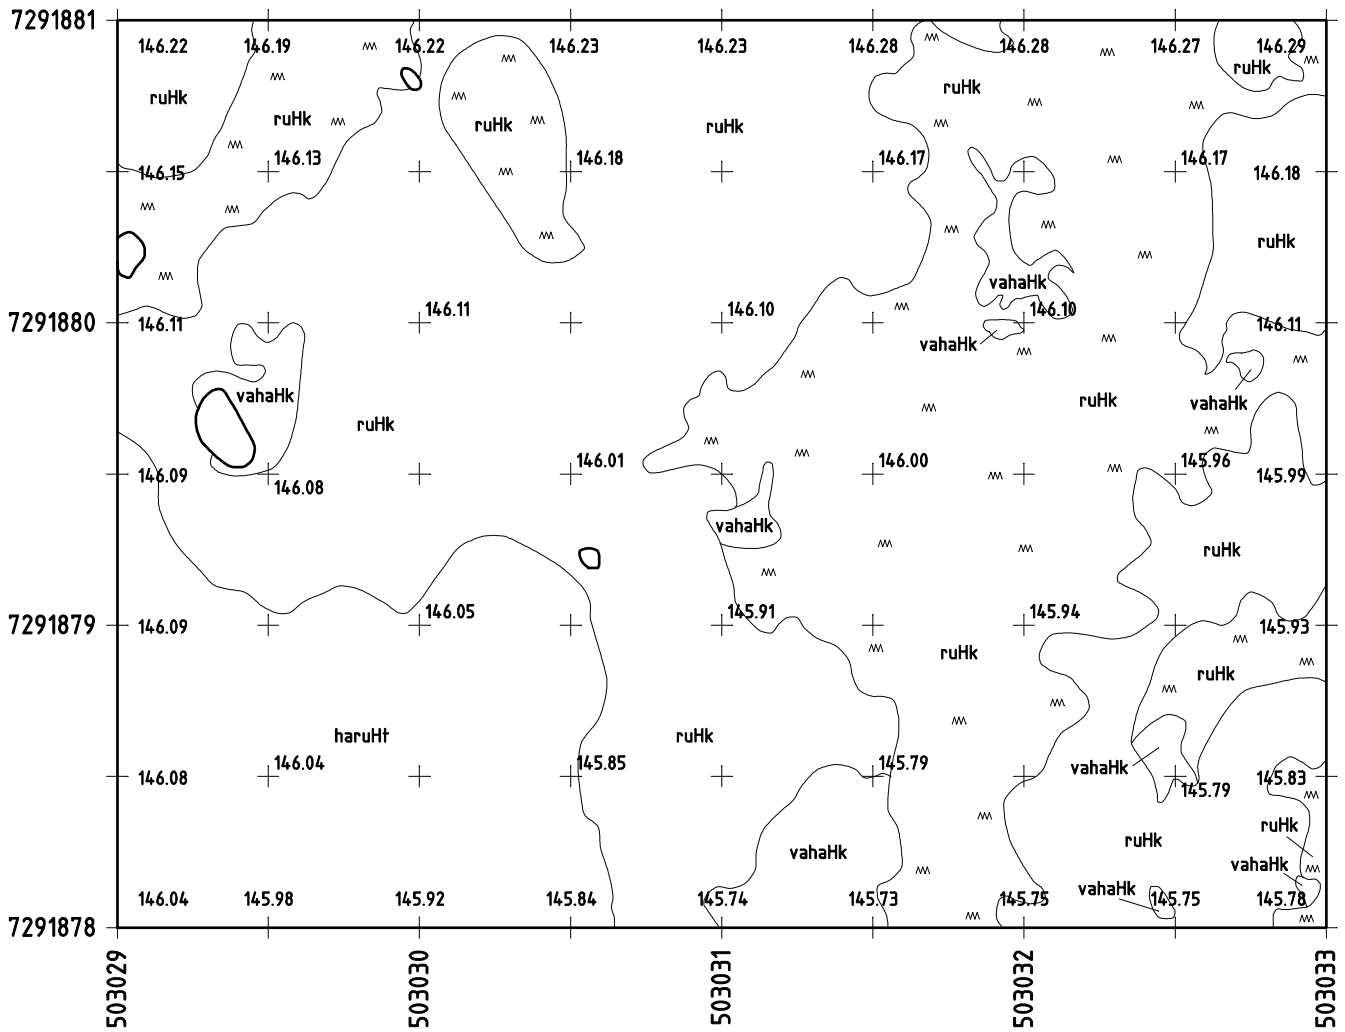 7291881
146.22 146.19 146.22 146.23 146.23 146.28 146.28 146.27 146.29
ruHk
ruHk
ruHk
ruHk
ruHk
ruHk
ruHk
146.15 146.13 146.18 146.17 146.17 146.18
ruHk
vahaHk
7291880
146.11 146.11 146.10 146.10 146.11
vahaHk
vahaHk
ruHk
ruHk
vahaHk
146.09 146.08 146.01 146.00 145.96 145.99
vahaHk
ruHk
7291879
146.09 146.05 145.91 145.94 145.93
ruHk
ruHk
haruHt
ruHk
vahaHk
146.08 146.04 145.85 145.79 145.79 145.83
ruHk
ruHk
vahaHk
vahaHk
vahaHk
146.04 145.98 145.92 145.84 145.74 145.73 145.75 145.75 145.78
7291878
503029 503030 503031 503032 503033